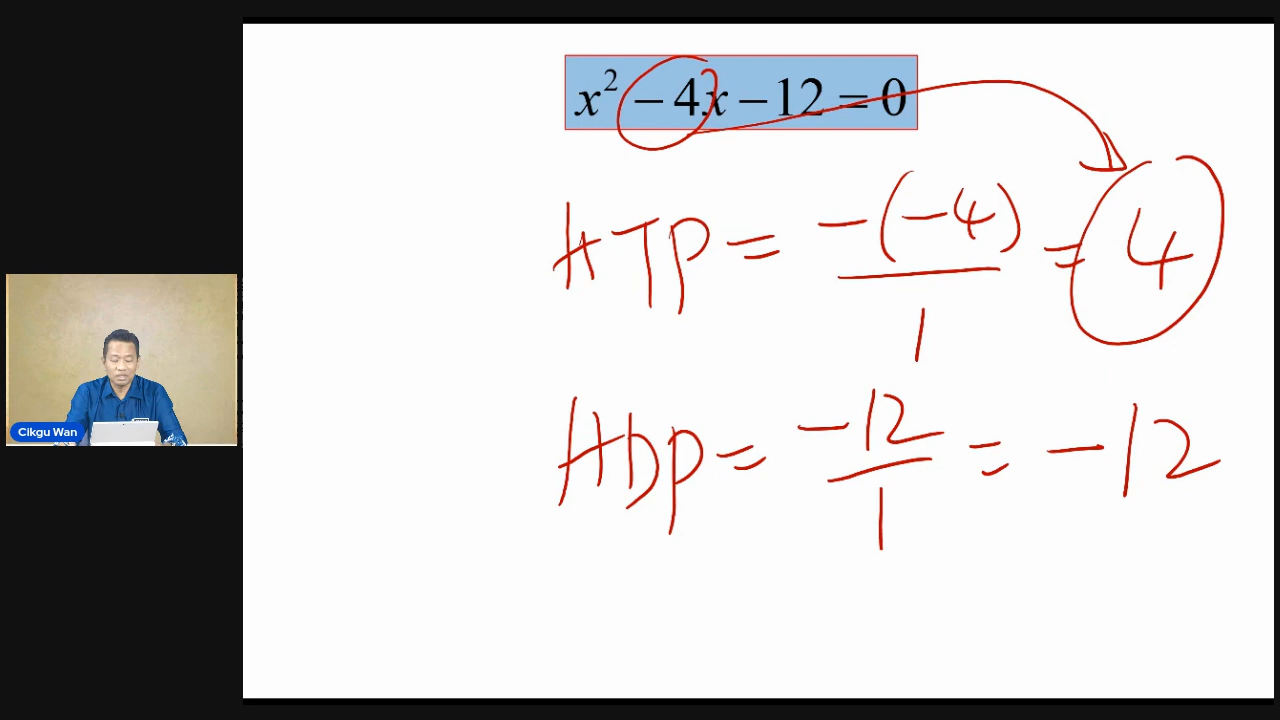 x² − 4x − 12 = 0
HTP = −(−4)/1 = 4
HDP = −12/1 = −12
Cikgu Wan